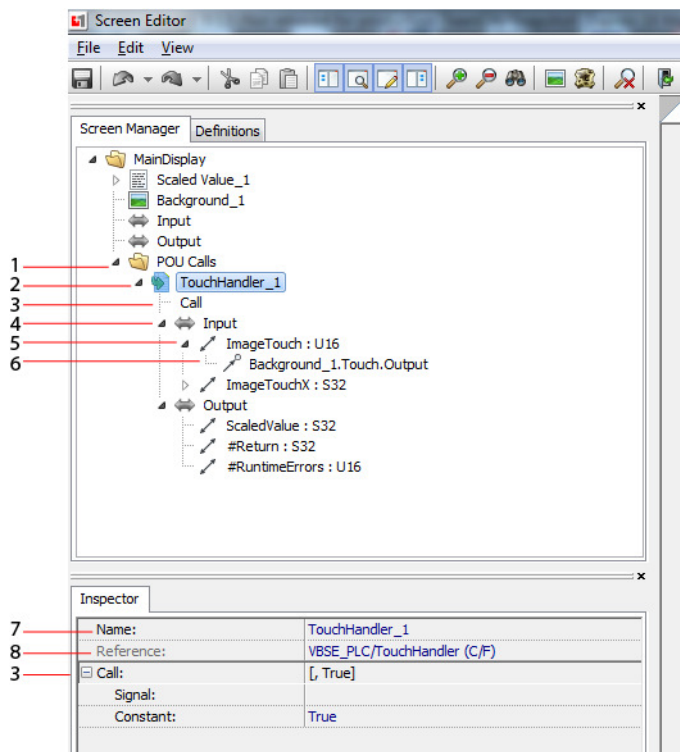 Screen Editor
File Edit View
Screen Manager Definitions
MainDisplay
Scaled Value_1
Background_1
Input
Output
1 POU Calls
2 TouchHandler_1
3 Call
4 Input
5 ImageTouch : U16
6 Background_1.Touch.Output
ImageTouchX : S32
Output
ScaledValue : S32
#Return : S32
#RuntimeErrors : U16
Inspector
7 Name: TouchHandler_1
8 Reference: VBSE_PLC/TouchHandler (C/F)
3 Call: [, True]
Signal:
Constant: True